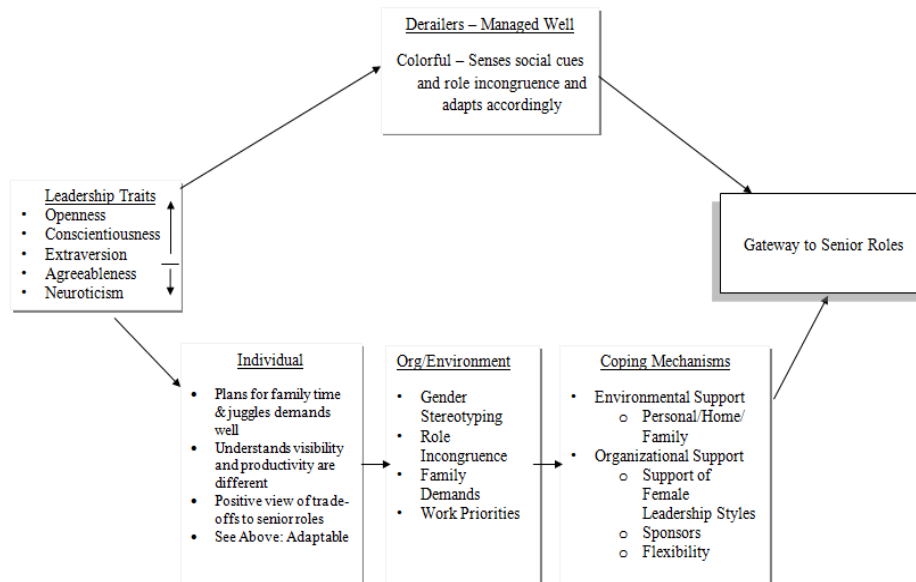 Derailers – Managed Well
Colorful – Senses social cues
and role incongruence and
adapts accordingly
Leadership Traits
• Openness
• Conscientiousness
• Extraversion
• Agreeableness
• Neuroticism
Gateway to Senior Roles
Individual
• Plans for family time
& juggles demands
well
• Understands visibility
and productivity are
different
• Positive view of trade-
offs to senior roles
• See Above: Adaptable
Org/Environment
• Gender
Stereotyping
• Role
Incongruence
• Family
Demands
• Work Priorities
Coping Mechanisms
• Environmental Support
o Personal/Home/
Family
• Organizational Support
o Support of
Female
Leadership Styles
o Sponsors
o Flexibility